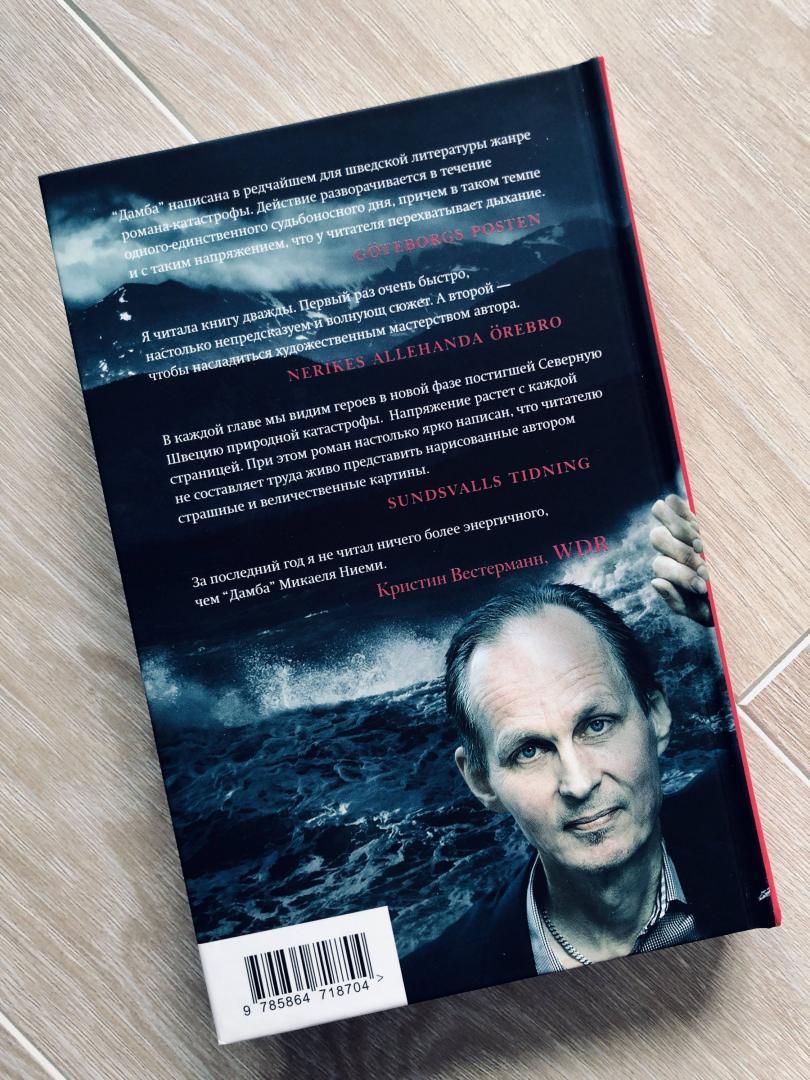 “Дамба” написана в редчайшем для шведской литературы жанре
романа-катастрофы. Действие разворачивается в течение
одного-единственного судьбоносного дня, причем в таком темпе
и с таким напряжением, что у читателя перехватывает дыхание.
GÖTEBORGS POSTEN
Я читала книгу дважды. Первый раз очень быстро,
настолько непредсказуем и волнующ сюжет. А второй —
чтобы насладиться художественным мастерством автора.
NERIKES ALLEHANDA ÖREBRO
В каждой главе мы видим героев в новой фазе постигшей Северную
Швецию природной катастрофы. Напряжение растет с каждой
страницей. При этом роман настолько ярко написан, что читателю
не составляет труда живо представить нарисованные автором
страшные и величественные картины.
SUNDSVALLS TIDNING
За последний год я не читал ничего более энергичного,
чем “Дамба” Микаеля Ниеми.
Кристин Вестерманн, WDR
9 785864 718704 >